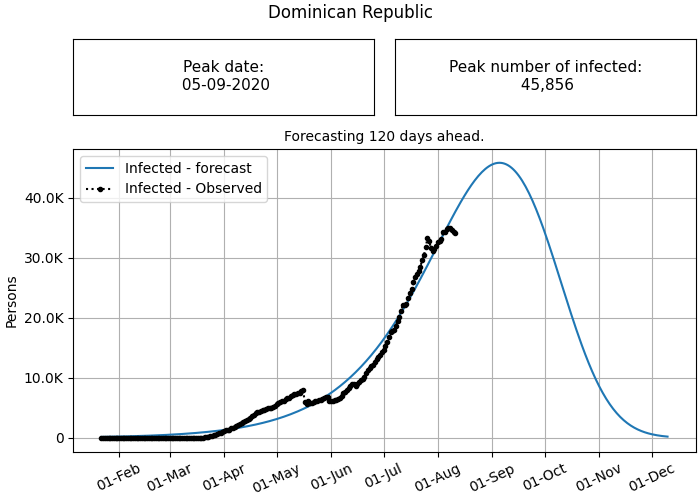 Dominican Republic
Peak date:
05-09-2020
Peak number of infected:
45,856
Forecasting 120 days ahead.
Infected - forecast
Infected - Observed
40.0K
30.0K
20.0K
10.0K
0
Persons
01-Feb
01-Mar
01-Apr
01-May
01-Jun
01-Jul
01-Aug
01-Sep
01-Oct
01-Nov
01-Dec